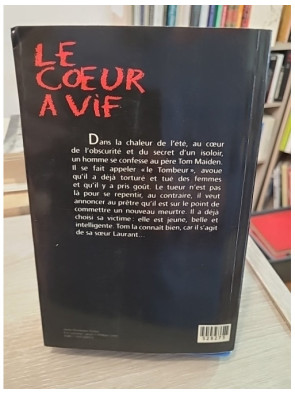 LE
COEUR
A VIF
Dans la chaleur de l'été, au cœur
de l'obscurité et du secret d'un isoloir,
un homme se confesse au père Tom Maiden.
Il se fait appeler « le Tombeur », avoue
qu'il a déjà torturé et tué des femmes
et qu'il y a pris goût. Le tueur n'est pas
là pour se repentir, au contraire, il veut
annoncer au prêtre qu'il est sur le point de
commettre un nouveau meurtre. Il a déjà
choisi sa victime : elle est jeune, belle et
intelligente. Tom la connaît bien, car il s'agit
de sa sœur Laurant...